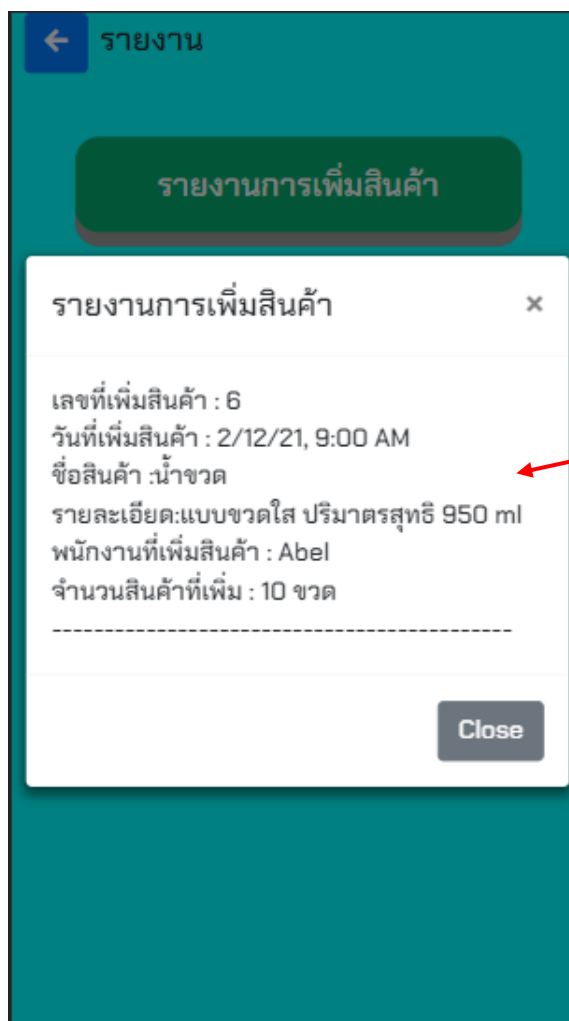 รายงาน
รายงานการเพิ่มสินค้า
รายงานการเพิ่มสินค้า ×
เลขที่เพิ่มสินค้า : 6
วันที่เพิ่มสินค้า : 2/12/21, 9:00 AM
ชื่อสินค้า :น้ำขวด
รายละเอียด:แบบขวดใส ปริมาตรสุทธิ 950 ml
พนักงานที่เพิ่มสินค้า : Abel
จำนวนสินค้าที่เพิ่ม : 10 ขวด
--------------------------------------------
Close